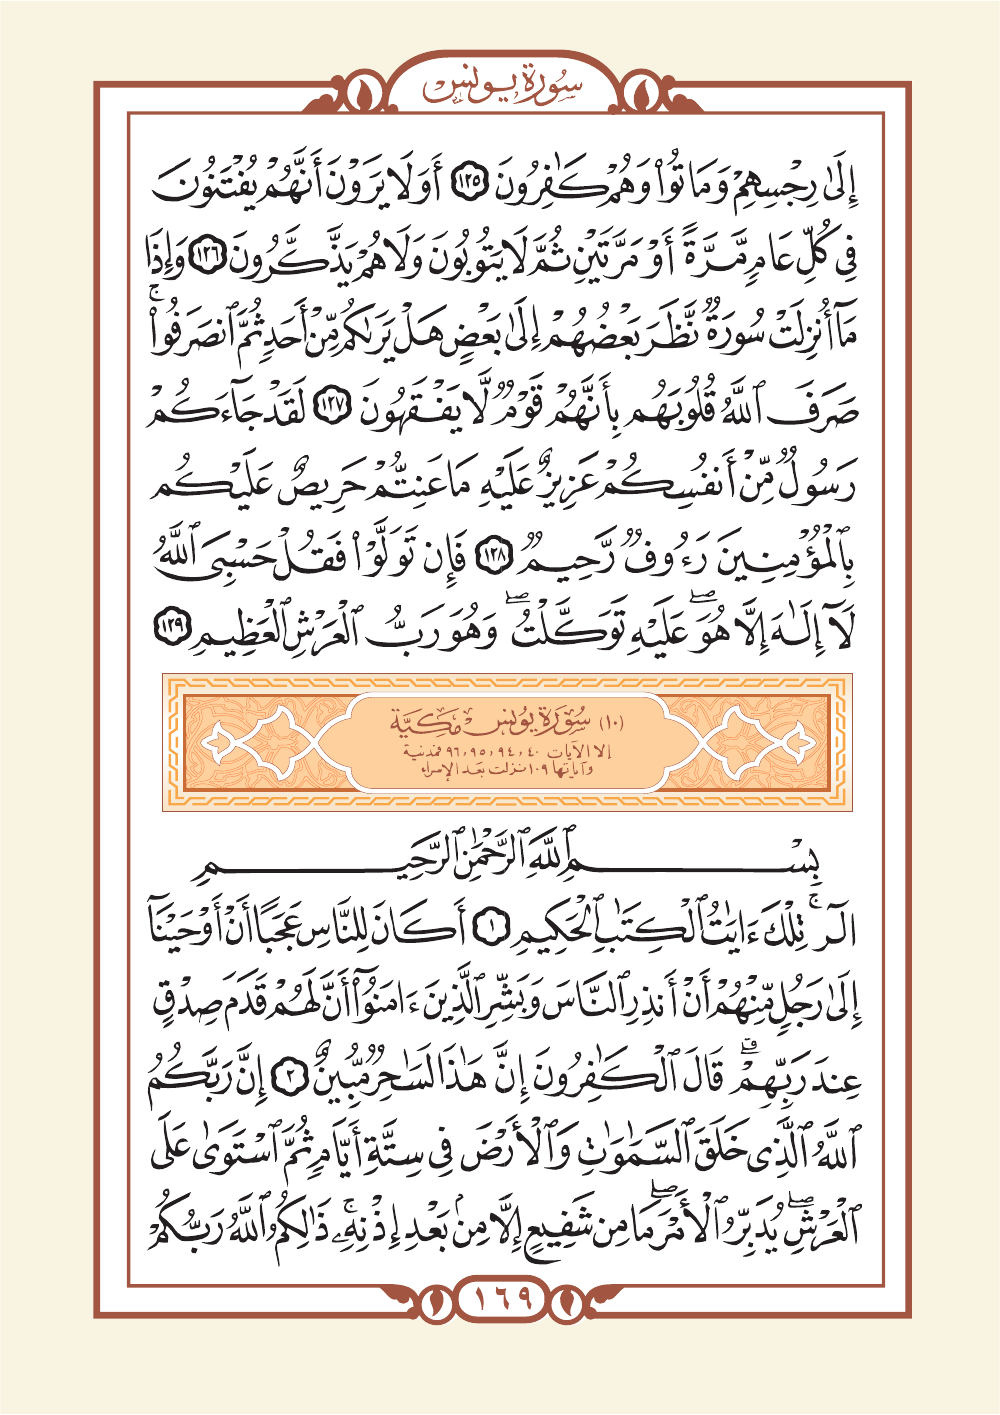 سُورَةُ يُونُسَ
إِلَىٰ رِجْسِهِمْ وَمَاتُوا۟ وَهُمْ كَـٰفِرُونَ ١٢٥ أَوَلَا يَرَوْنَ أَنَّهُمْ يُفْتَنُونَ
فِى كُلِّ عَامٍ مَّرَّةً أَوْ مَرَّتَيْنِ ثُمَّ لَا يَتُوبُونَ وَلَا هُمْ يَذَّكَّرُونَ ١٢٦ وَإِذَا
مَآ أُنزِلَتْ سُورَةٌ نَّظَرَ بَعْضُهُمْ إِلَىٰ بَعْضٍ هَلْ يَرَىٰكُم مِّنْ أَحَدٍ ثُمَّ ٱنصَرَفُوا۟ ۚ
صَرَفَ ٱللَّهُ قُلُوبَهُم بِأَنَّهُمْ قَوْمٌ لَّا يَفْقَهُونَ ١٢٧ لَقَدْ جَآءَكُمْ
رَسُولٌ مِّنْ أَنفُسِكُمْ عَزِيزٌ عَلَيْهِ مَا عَنِتُّمْ حَرِيصٌ عَلَيْكُم
بِٱلْمُؤْمِنِينَ رَءُوفٌ رَّحِيمٌ ١٢٨ فَإِن تَوَلَّوْا۟ فَقُلْ حَسْبِىَ ٱللَّهُ
لَآ إِلَـٰهَ إِلَّا هُوَ ۖ عَلَيْهِ تَوَكَّلْتُ ۖ وَهُوَ رَبُّ ٱلْعَرْشِ ٱلْعَظِيمِ ١٢٩
(١٠) سُورَةُ يُونُسَ مَكِيَّة
إلا الآيات ٤٠، ٩٤، ٩٥، ٩٦ فمدنية
وآياتها ١٠٩ نزلت بعد الإسراء
بِسْمِ ٱللَّهِ ٱلرَّحْمَـٰنِ ٱلرَّحِيمِ
الٓر ۚ تِلْكَ ءَايَـٰتُ ٱلْكِتَـٰبِ ٱلْحَكِيمِ ١ أَكَانَ لِلنَّاسِ عَجَبًا أَنْ أَوْحَيْنَآ
إِلَىٰ رَجُلٍ مِّنْهُمْ أَنْ أَنذِرِ ٱلنَّاسَ وَبَشِّرِ ٱلَّذِينَ ءَامَنُوٓا۟ أَنَّ لَهُمْ قَدَمَ صِدْقٍ
عِندَ رَبِّهِمْ ۗ قَالَ ٱلْكَـٰفِرُونَ إِنَّ هَـٰذَا لَسَـٰحِرٌ مُّبِينٌ ٢ إِنَّ رَبَّكُمُ
ٱللَّهُ ٱلَّذِى خَلَقَ ٱلسَّمَـٰوَٰتِ وَٱلْأَرْضَ فِى سِتَّةِ أَيَّامٍ ثُمَّ ٱسْتَوَىٰ عَلَى
ٱلْعَرْشِ ۖ يُدَبِّرُ ٱلْأَمْرَ ۖ مَا مِن شَفِيعٍ إِلَّا مِنۢ بَعْدِ إِذْنِهِۦ ۚ ذَٰلِكُمُ ٱللَّهُ رَبُّكُمْ
١٦٩